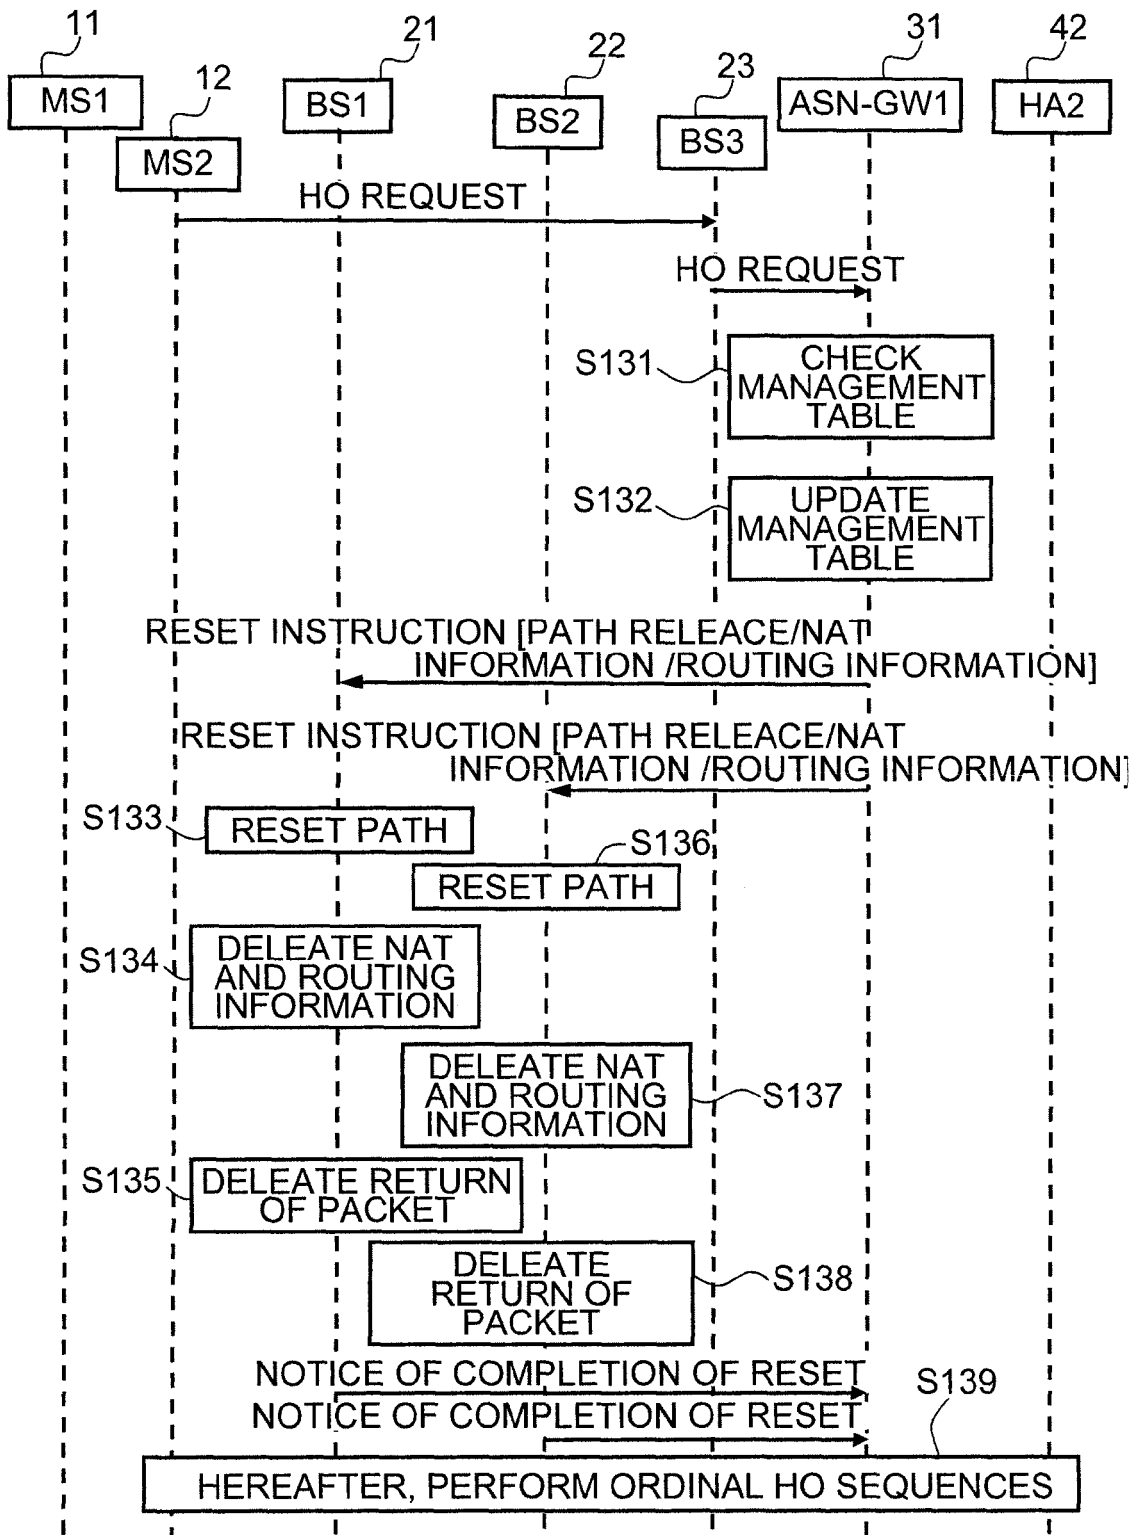 11
21
22
23
31
42
MS1
12
BS1
BS2
BS3
ASN-GW1
HA2
MS2
HO REQUEST
HO REQUEST
S131
CHECK
MANAGEMENT
TABLE
S132
UPDATE
MANAGEMENT
TABLE
RESET INSTRUCTION [PATH RELEACE/NAT
INFORMATION /ROUTING INFORMATION]
RESET INSTRUCTION [PATH RELEACE/NAT
INFORMATION /ROUTING INFORMATION]
S133
RESET PATH
S136
RESET PATH
S134
DELEATE NAT
AND ROUTING
INFORMATION
DELEATE NAT
AND ROUTING
INFORMATION
S137
S135
DELEATE RETURN
OF PACKET
DELEATE
RETURN OF
PACKET
S138
NOTICE OF COMPLETION OF RESET
NOTICE OF COMPLETION OF RESET
S139
HEREAFTER, PERFORM ORDINAL HO SEQUENCES